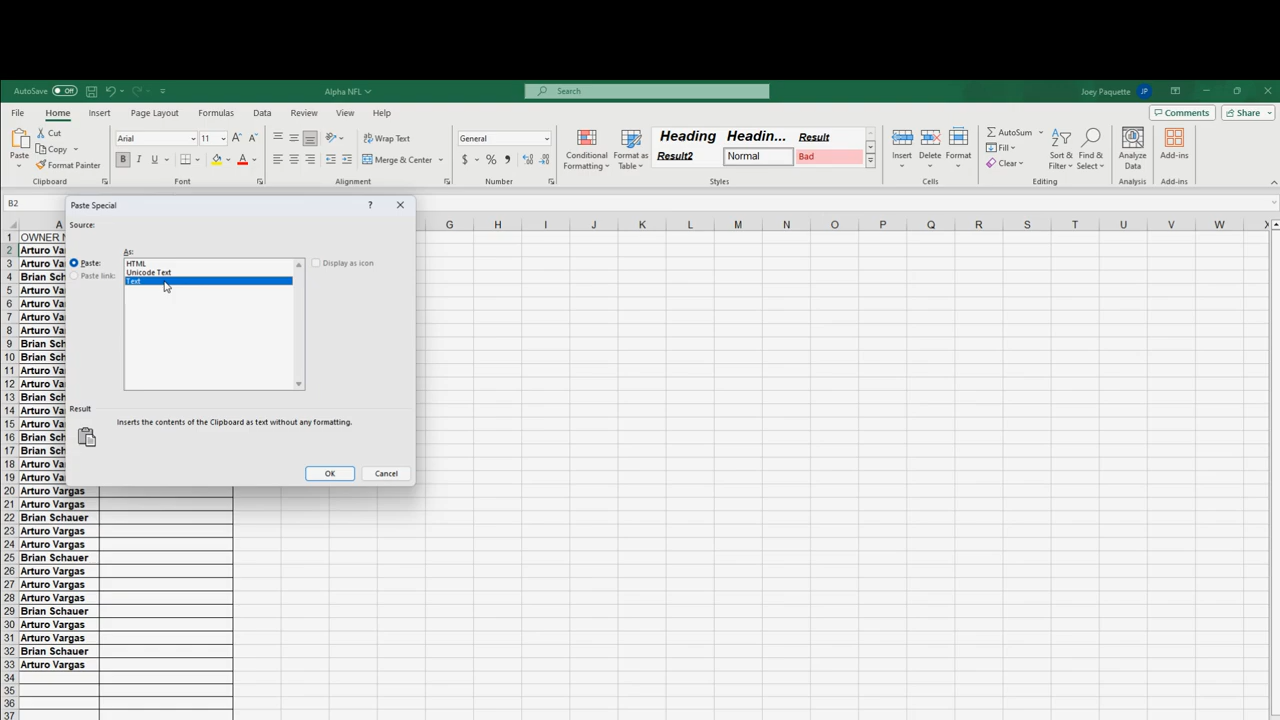 AutoSave Off Alpha NFL Search Joey Paquette JP
File Home Insert Page Layout Formulas Data Review View Help Comments Share
Paste Cut Copy Format Painter Clipboard
Arial 11 A A B I U A Font
Wrap Text Merge & Center Alignment
General $ % Number
Conditional Formatting Format as Table
Heading Headin... Result
Result2 Normal Bad
Styles
Insert Delete Format Cells
AutoSum Fill Clear Sort & Filter Find & Select Editing
Analyze Data Analysis
Add-ins Add-ins
B2
Paste Special ?
Source:
As:
Paste:
Paste link:
HTML
Unicode Text
Text
Display as icon
Result
Inserts the contents of the Clipboard as text without any formatting.
OK Cancel
A G H I J K L M N O P Q R S T U V W X
1 OWNER
2 Arturo Va
3 Arturo Va
4 Brian Sch
5 Arturo Va
6 Arturo Va
7 Arturo Va
8 Arturo Va
9 Brian Sch
10 Brian Sch
11 Arturo Va
12 Arturo Va
13 Brian Sch
14 Arturo Va
15 Arturo Va
16 Brian Sch
17 Brian Sch
18 Arturo Va
19 Arturo Va
20 Arturo Vargas
21 Arturo Vargas
22 Brian Schauer
23 Arturo Vargas
24 Arturo Vargas
25 Brian Schauer
26 Arturo Vargas
27 Arturo Vargas
28 Arturo Vargas
29 Brian Schauer
30 Arturo Vargas
31 Arturo Vargas
32 Brian Schauer
33 Arturo Vargas
34
35
36
37